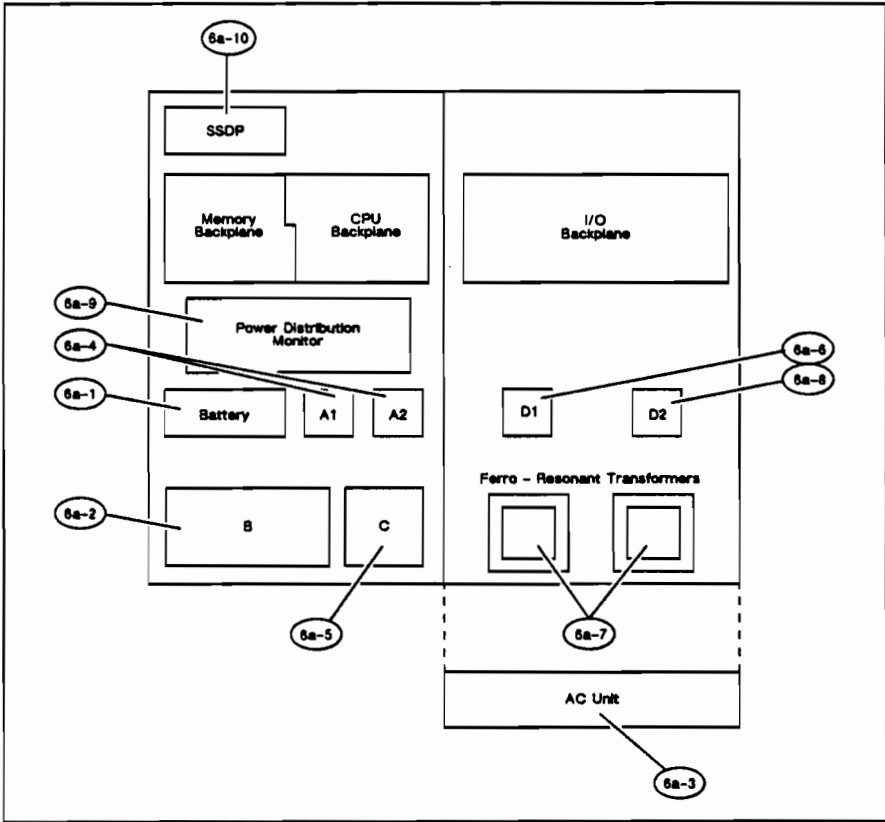 6a-10
SSDP
Memory
Backplane
CPU
Backplane
I/O
Backplane
6a-9
Power Distribution
Monitor
6a-4
6a-6
6a-8
6a-1
Battery
A1
A2
D1
D2
Ferro - Resonant Transformers
6a-2
B
C
6a-5
6a-7
AC Unit
6a-3